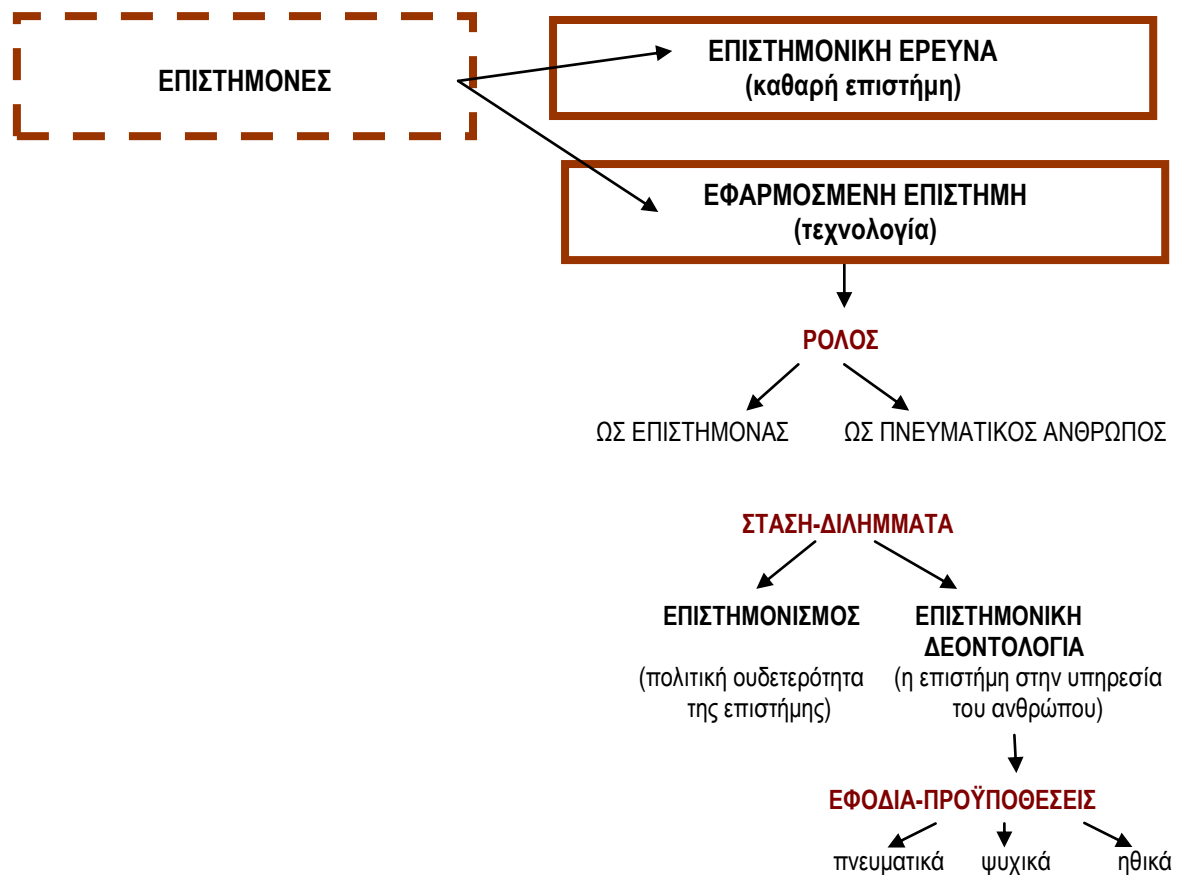 ΕΠΙΣΤΗΜΟΝΕΣ
ΕΠΙΣΤΗΜΟΝΙΚΗ ΕΡΕΥΝΑ
(καθαρή επιστήμη)
ΕΦΑΡΜΟΣΜΕΝΗ ΕΠΙΣΤΗΜΗ
(τεχνολογία)
ΡΟΛΟΣ
ΩΣ ΕΠΙΣΤΗΜΟΝΑΣ
ΩΣ ΠΝΕΥΜΑΤΙΚΟΣ ΑΝΘΡΩΠΟΣ
ΣΤΑΣΗ-ΔΙΛΗΜΜΑΤΑ
ΕΠΙΣΤΗΜΟΝΙΣΜΟΣ
(πολιτική ουδετερότητα
της επιστήμης)
ΕΠΙΣΤΗΜΟΝΙΚΗ
ΔΕΟΝΤΟΛΟΓΙΑ
(η επιστήμη στην υπηρεσία
του ανθρώπου)
ΕΦΟΔΙΑ-ΠΡΟΫΠΟΘΕΣΕΙΣ
πνευματικά
ψυχικά
ηθικά